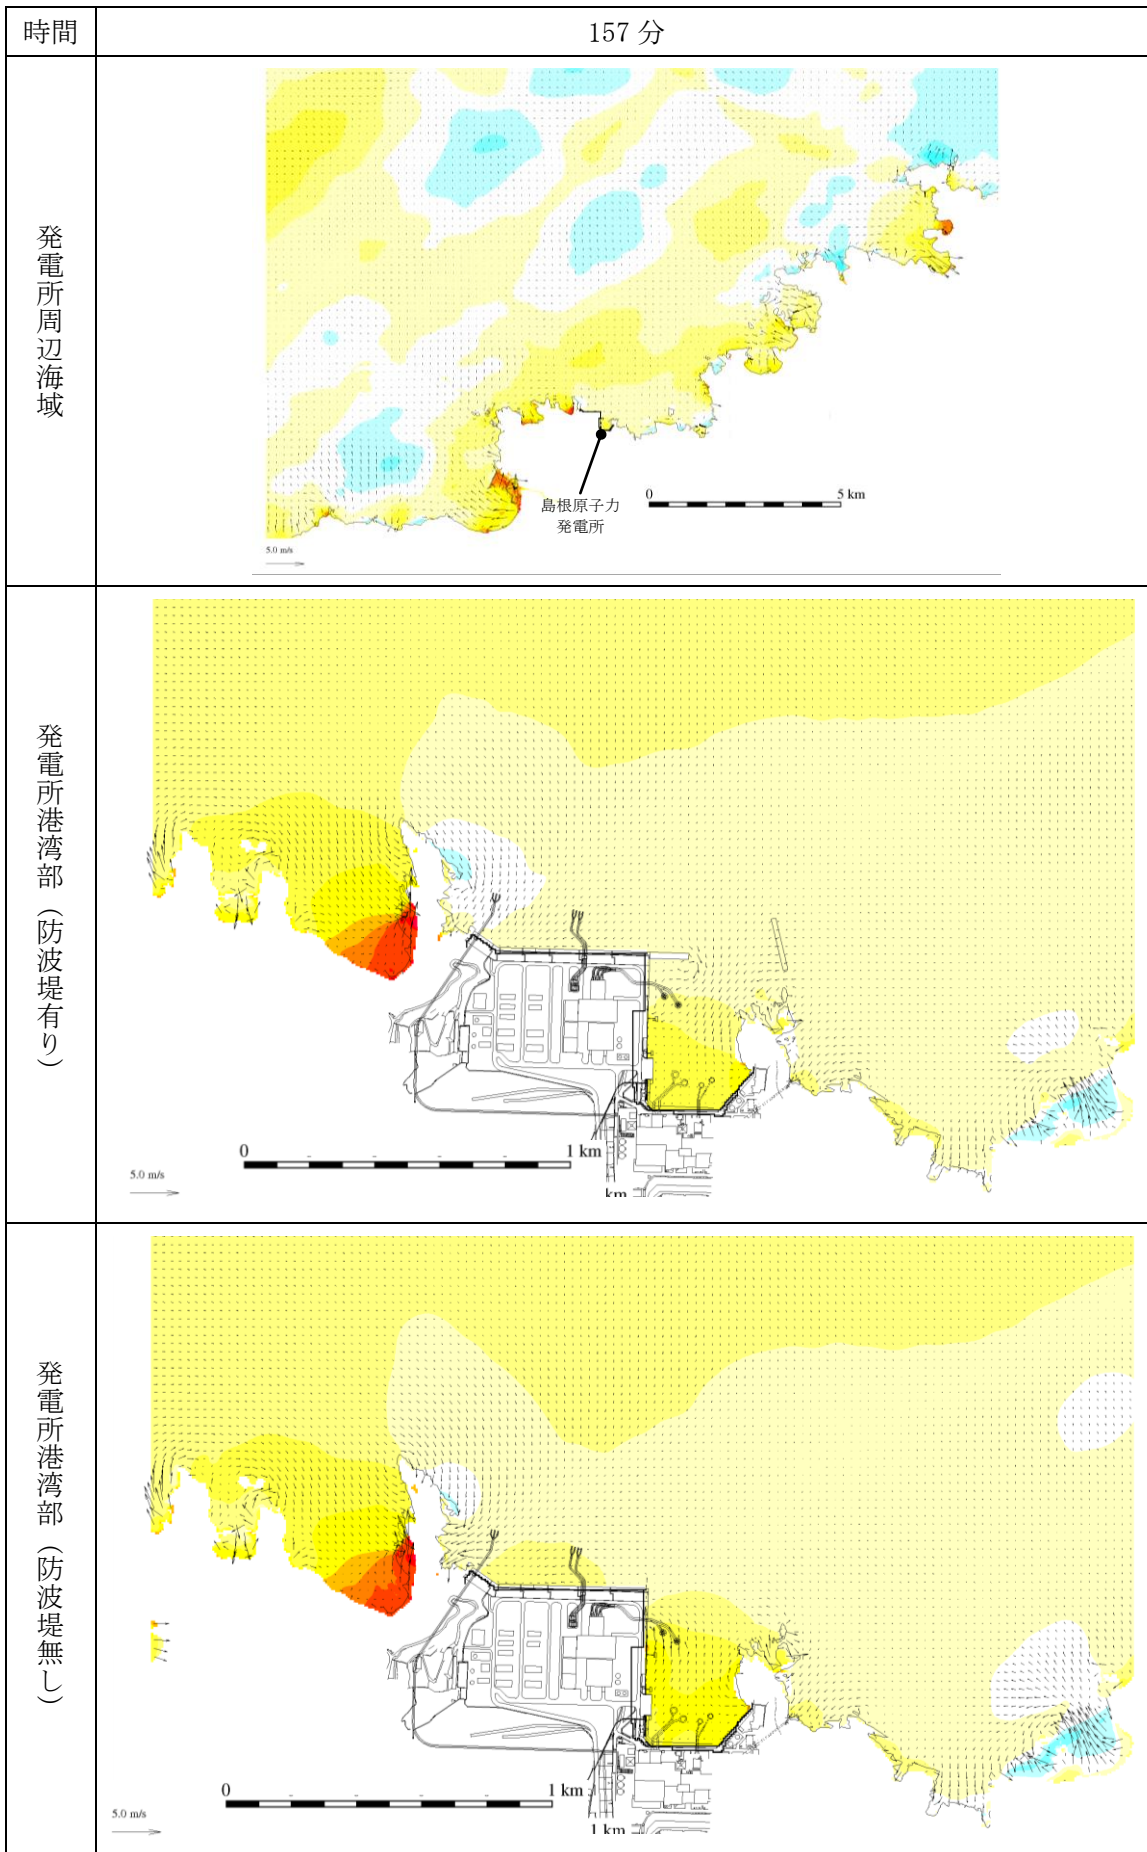 時間
157 分
発電所周辺海域
島根原子力
発電所
0
5 km
5.0 m/s
発電所港湾部（防波堤有り）
0
1 km
5.0 m/s
km
発電所港湾部（防波堤無し）
0
1 km
5.0 m/s
1 km